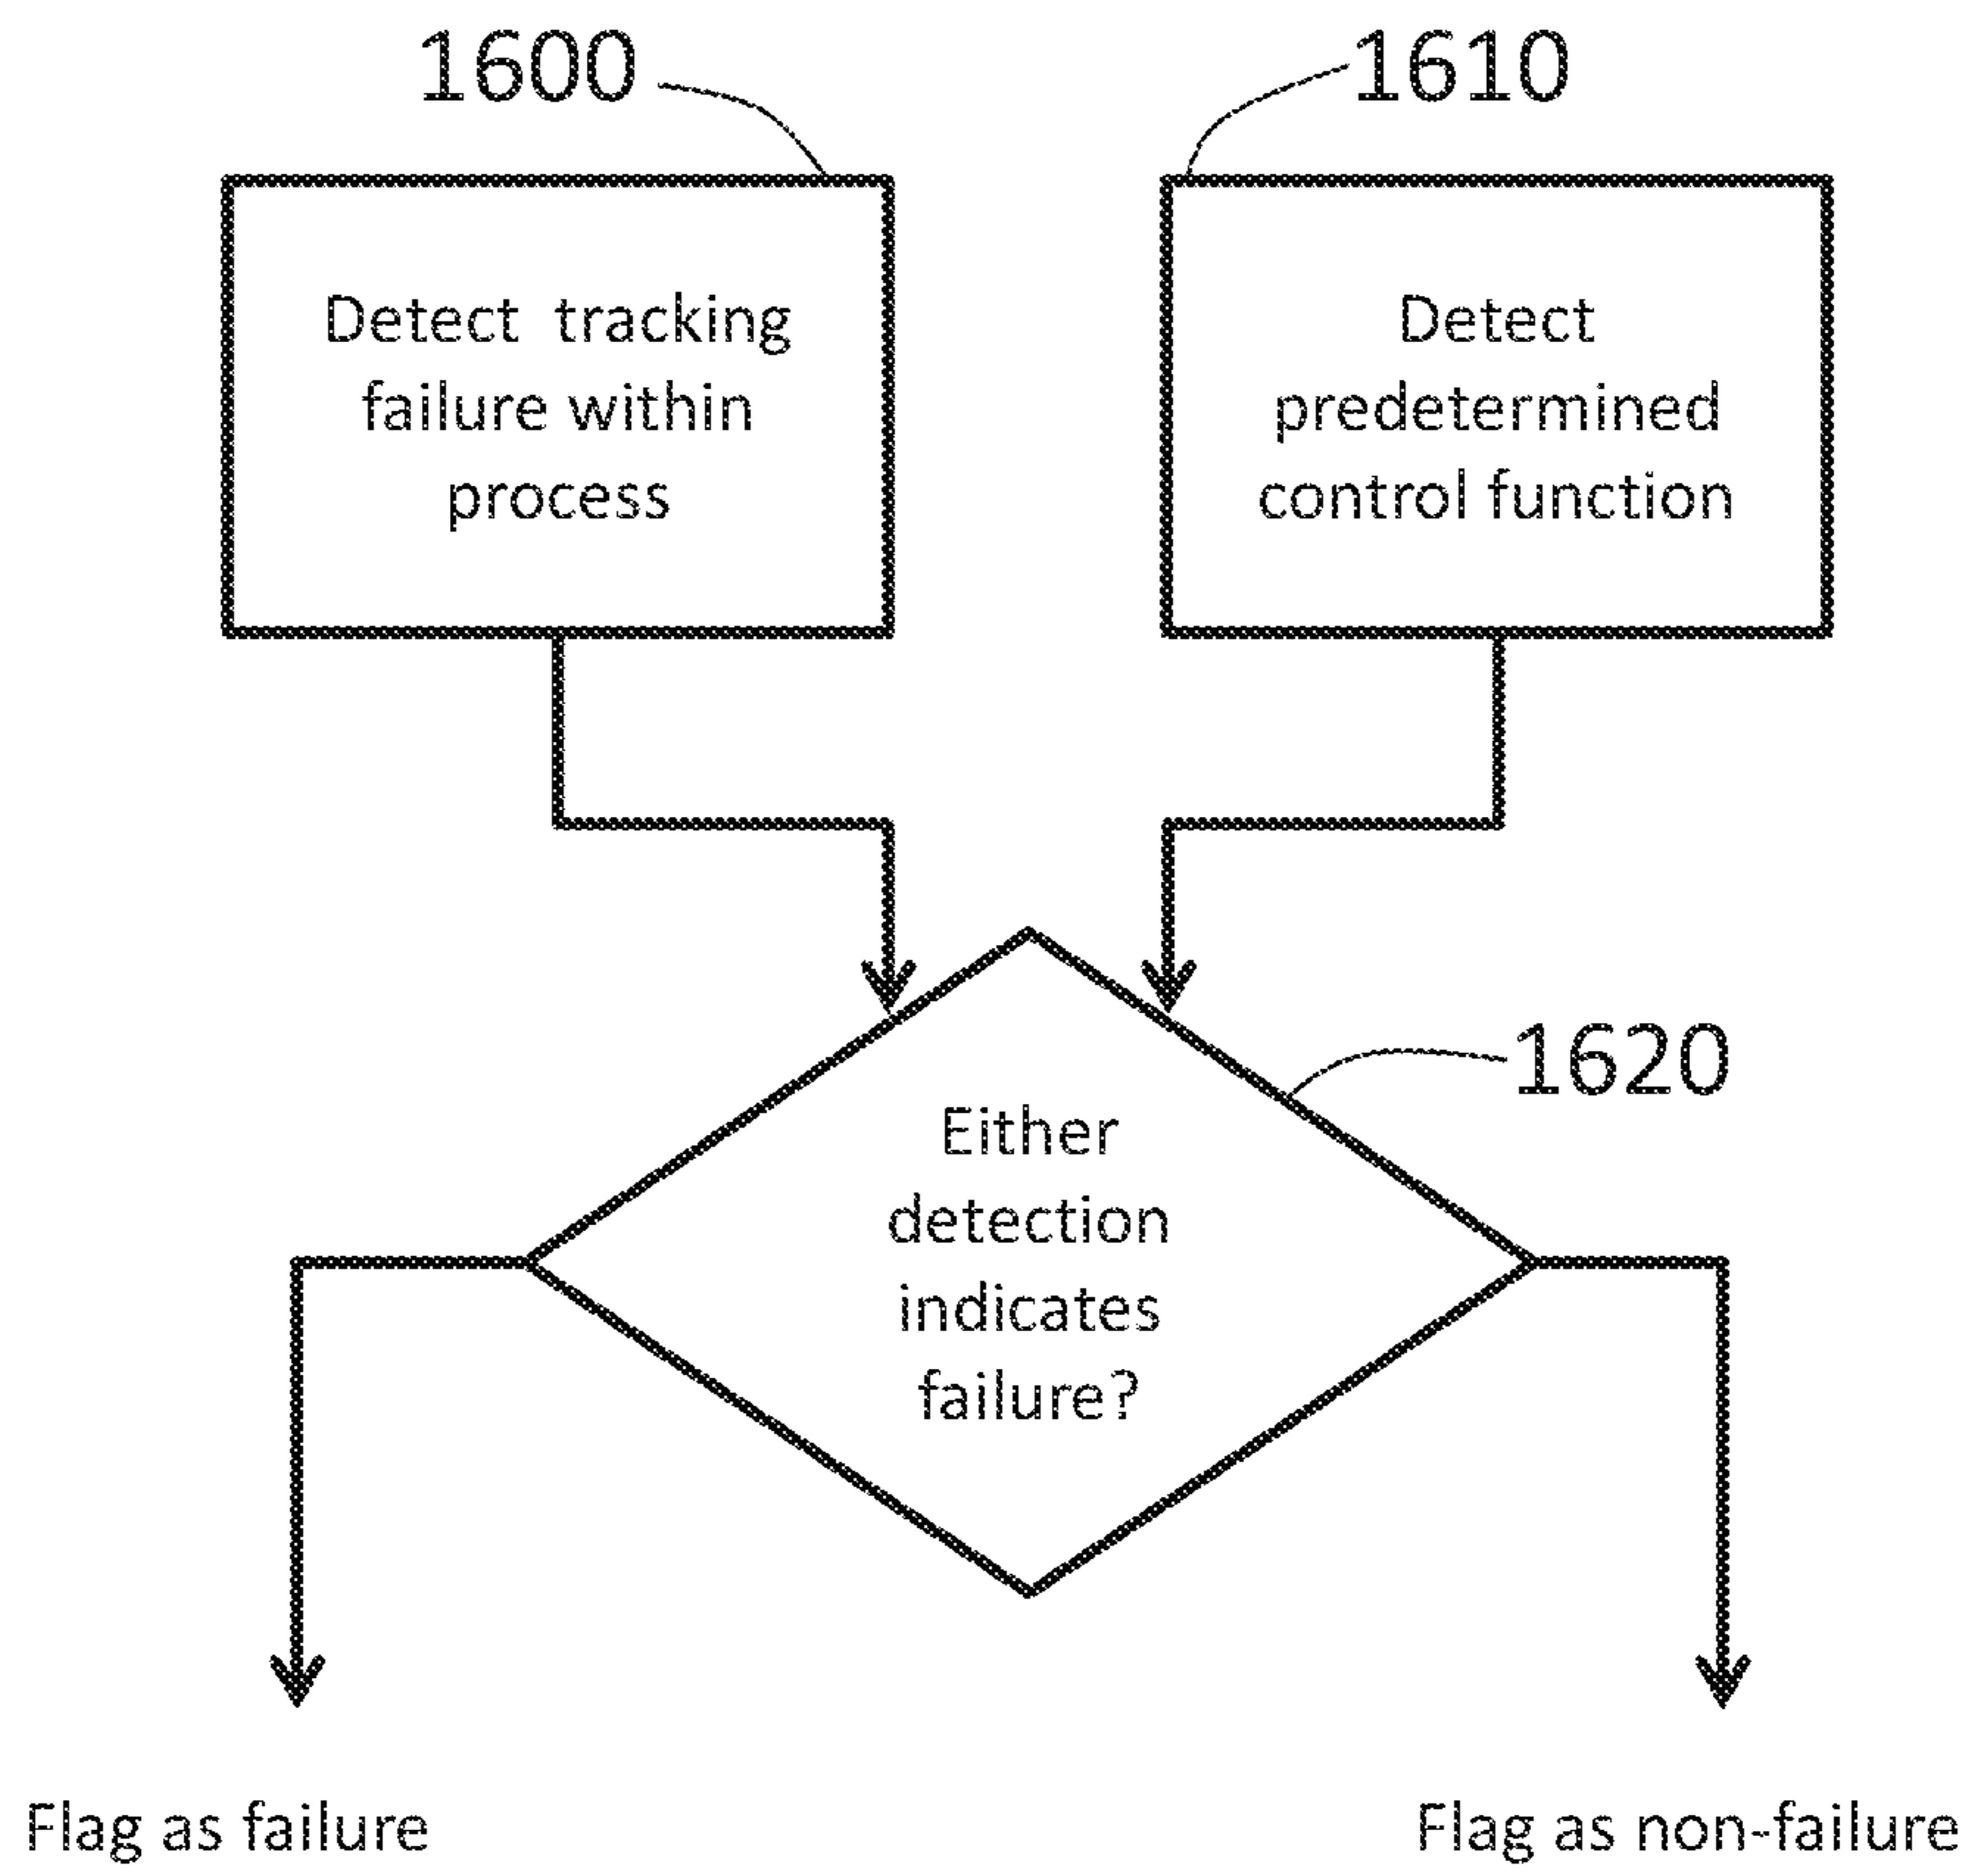 1600
1610
Detect tracking
failure within
process
Detect
predetermined
control function
1620
Either
detection
indicates
failure?
Flag as failure
Flag as non-failure